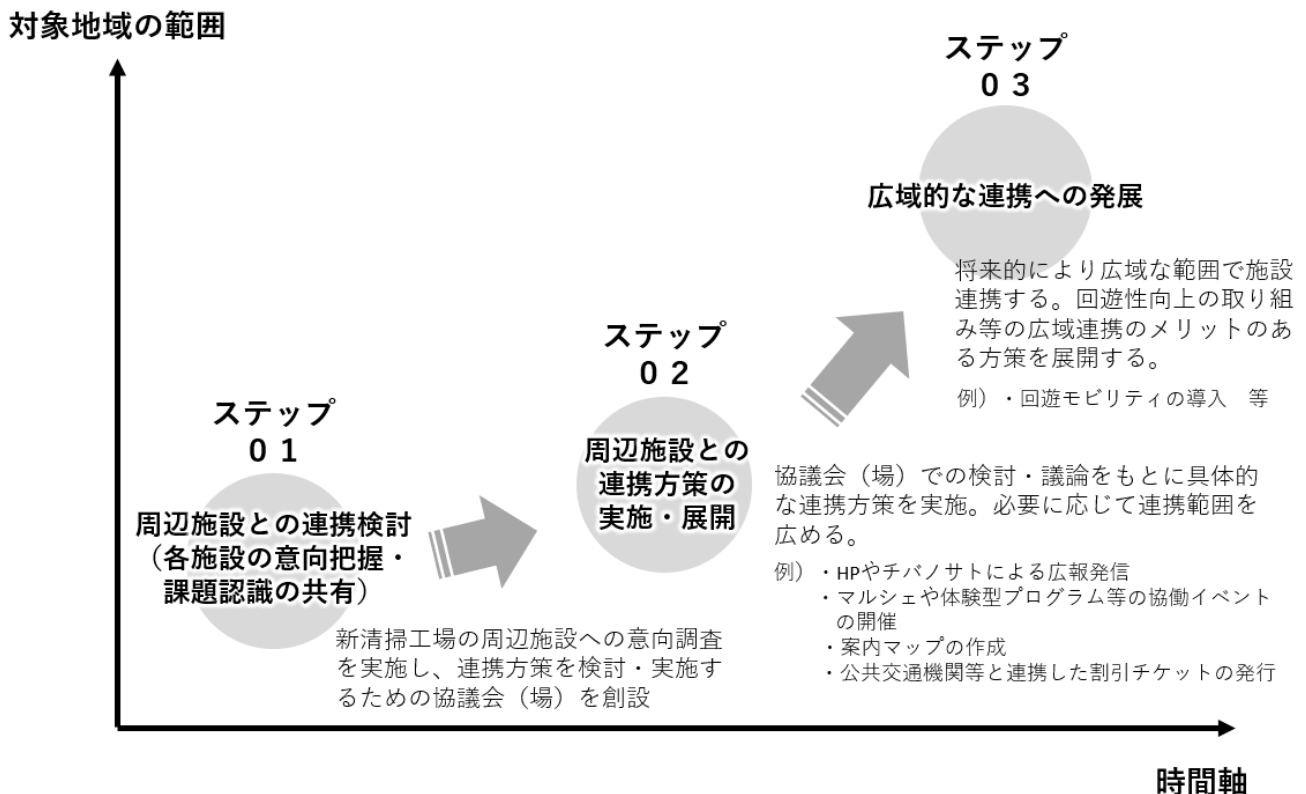 対象地域の範囲
ステップ
０１
周辺施設との連携検討
（各施設の意向把握・
課題認識の共有）
新清掃工場の周辺施設への意向調査
を実施し、連携方策を検討・実施す
るための協議会（場）を創設
ステップ
０２
周辺施設との
連携方策の
実施・展開
協議会（場）での検討・議論をもとに具体的
な連携方策を実施。必要に応じて連携範囲を
広める。
例）・HPやチバノサトによる広報発信
・マルシェや体験型プログラム等の協働イベント
の開催
・案内マップの作成
・公共交通機関等と連携した割引チケットの発行
ステップ
０３
広域的な連携への発展
将来的により広域な範囲で施設
連携する。回遊性向上の取り組
み等の広域連携のメリットのあ
る方策を展開する。
例）・回遊モビリティの導入　等
時間軸